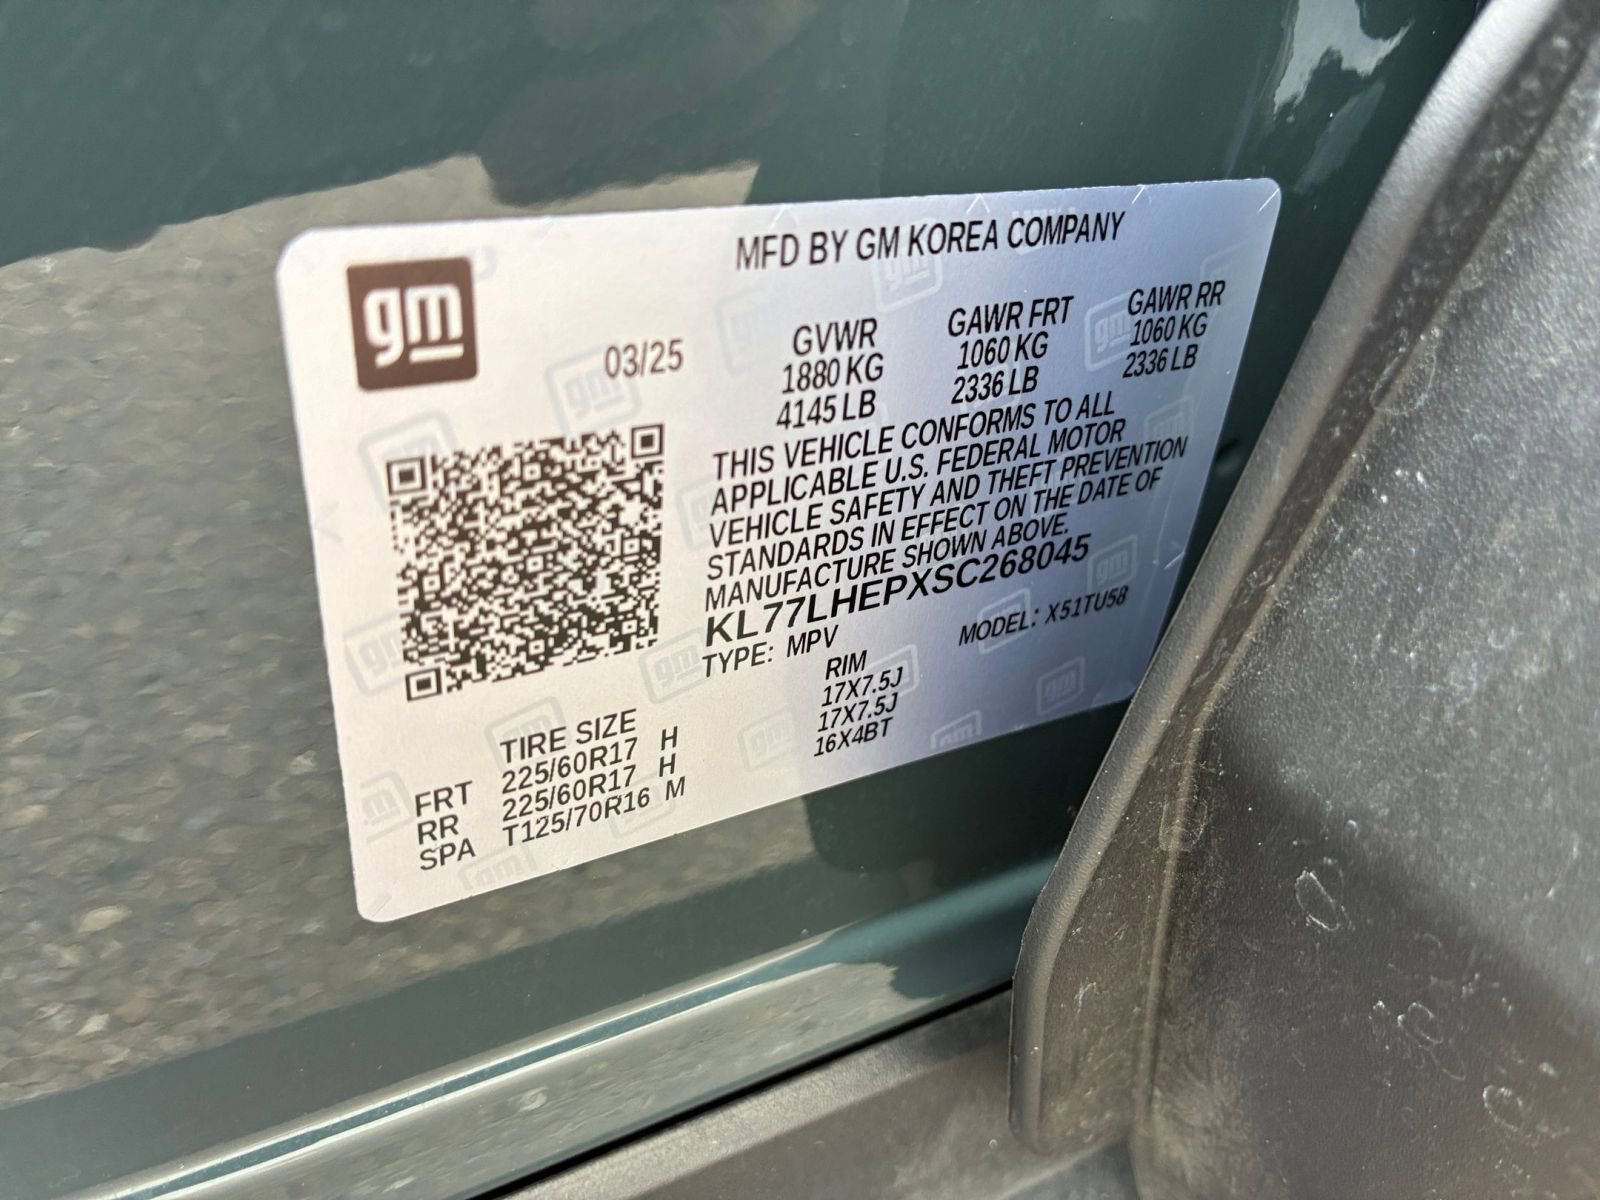 gm
MFD BY GM KOREA COMPANY
03/25
GVWR GAWR FRT GAWR RR
1880 KG 1060 KG 1060 KG
4145 LB 2336 LB 2336 LB
THIS VEHICLE CONFORMS TO ALL
APPLICABLE U.S. FEDERAL MOTOR
VEHICLE SAFETY AND THEFT PREVENTION
STANDARDS IN EFFECT ON THE DATE OF
MANUFACTURE SHOWN ABOVE.
KL77LHEPXSC268045
TYPE: MPV MODEL: X51TU58
TIRE SIZE RIM
FRT 225/60R17 H 17X7.5J
RR 225/60R17 H 17X7.5J
SPA T125/70R16 M 16X4BT